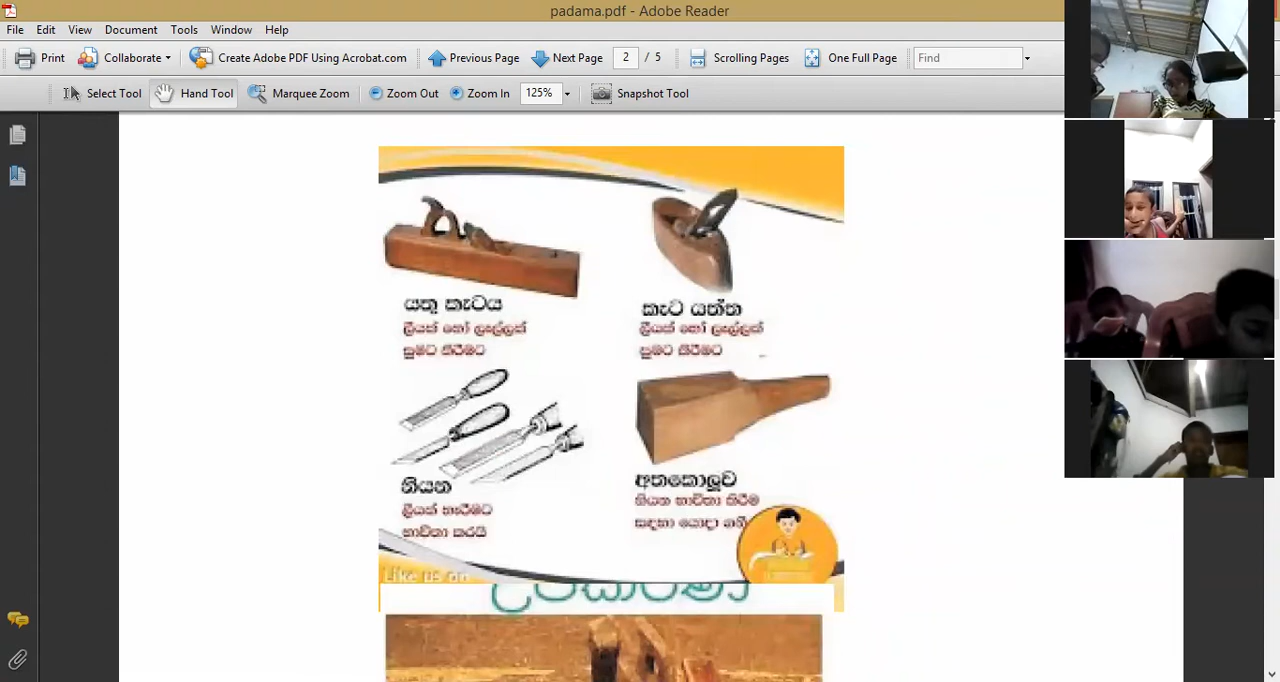 padama.pdf - Adobe Reader
File Edit View Document Tools Window Help
Print Collaborate Create Adobe PDF Using Acrobat.com Previous Page Next Page 2 / 5 Scrolling Pages One Full Page Find
Select Tool Hand Tool Marquee Zoom Zoom Out Zoom In 125% Snapshot Tool
යතු කැටය
ලීයක් හෝ ලෑල්ලක්
සුමට කිරීමට
කැට යත්ත
ලීයක් හෝ ලෑල්ලක්
සුමට කිරීමට
නියන
ලීයක් හෑරීමට
භාවිතා කරයි
අතකොලුව
නියන භාවිතා කිරීම
සඳහා යොදා ගනී
Like us on